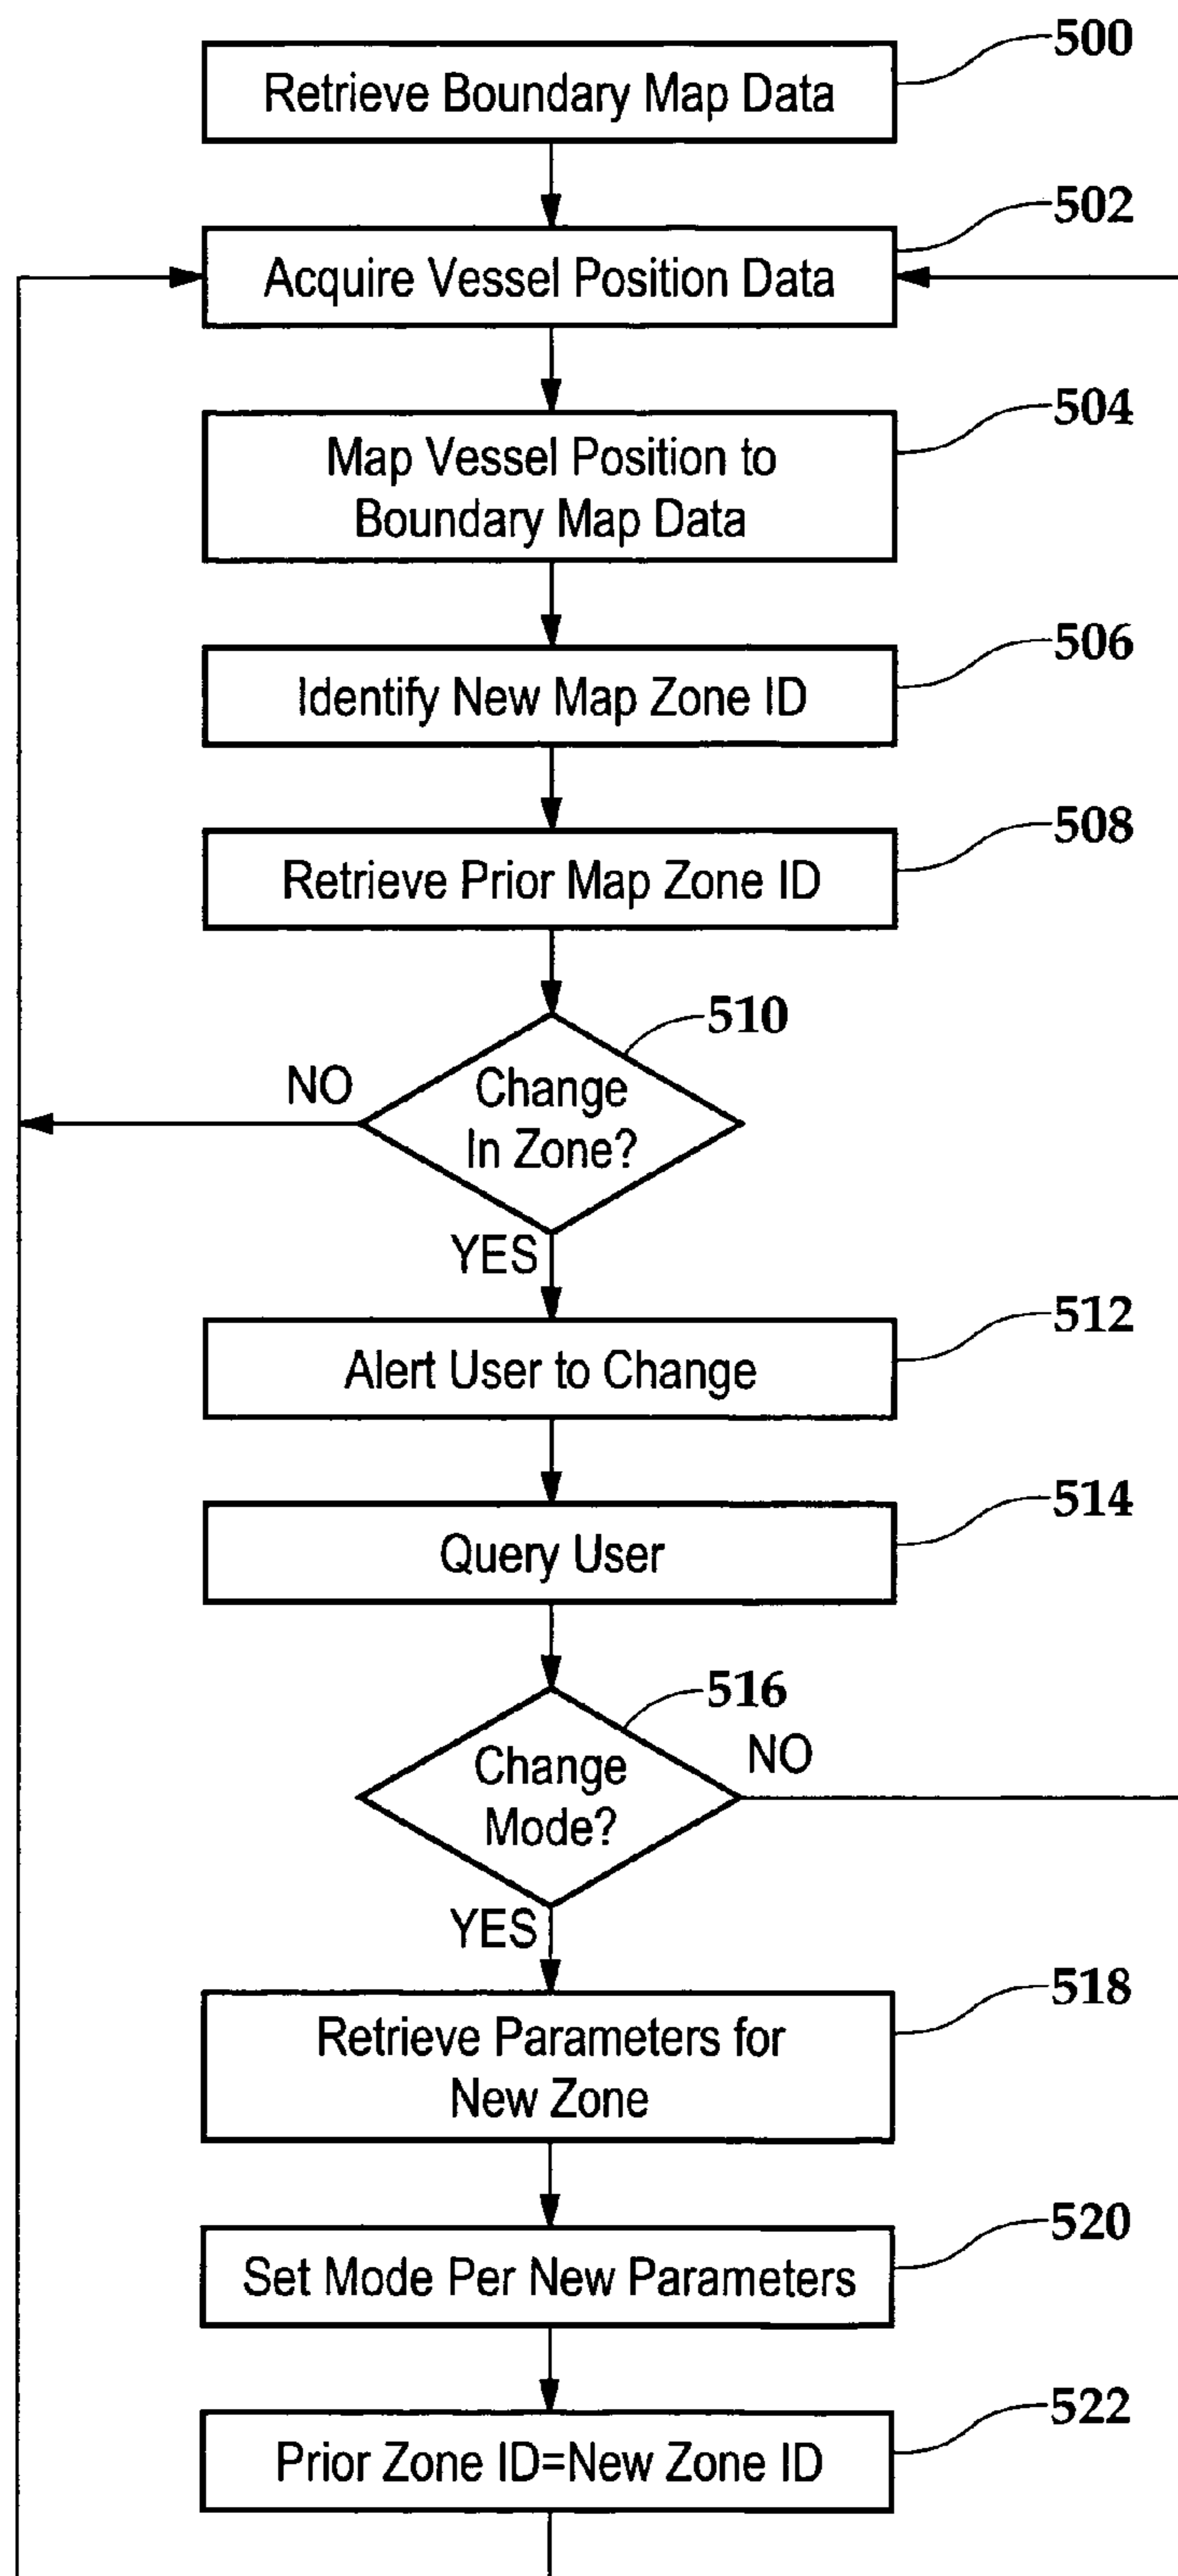 500
Retrieve Boundary Map Data
502
Acquire Vessel Position Data
504
Map Vessel Position to
Boundary Map Data
506
Identify New Map Zone ID
508
Retrieve Prior Map Zone ID
510
NO
Change
In Zone?
YES
512
Alert User to Change
514
Query User
516
NO
Change
Mode?
YES
518
Retrieve Parameters for
New Zone
520
Set Mode Per New Parameters
522
Prior Zone ID=New Zone ID